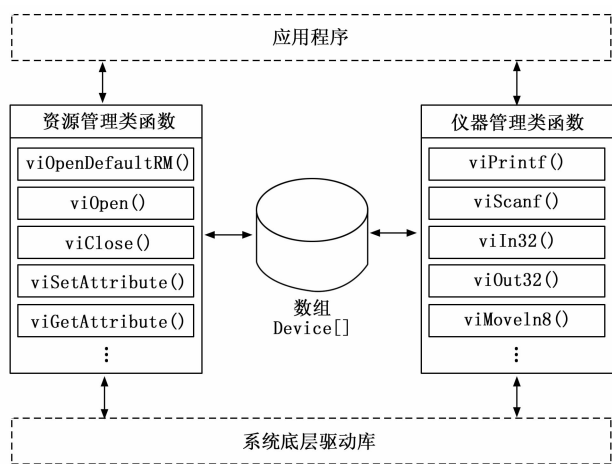 应用程序
资源管理类函数
viOpenDefaultRM()
viOpen()
viClose()
viSetAttribute()
viGetAttribute()
数组
Device[]
仪器管理类函数
viPrintf()
viScanf()
viIn32()
viOut32()
viMoveln8()
系统底层驱动库